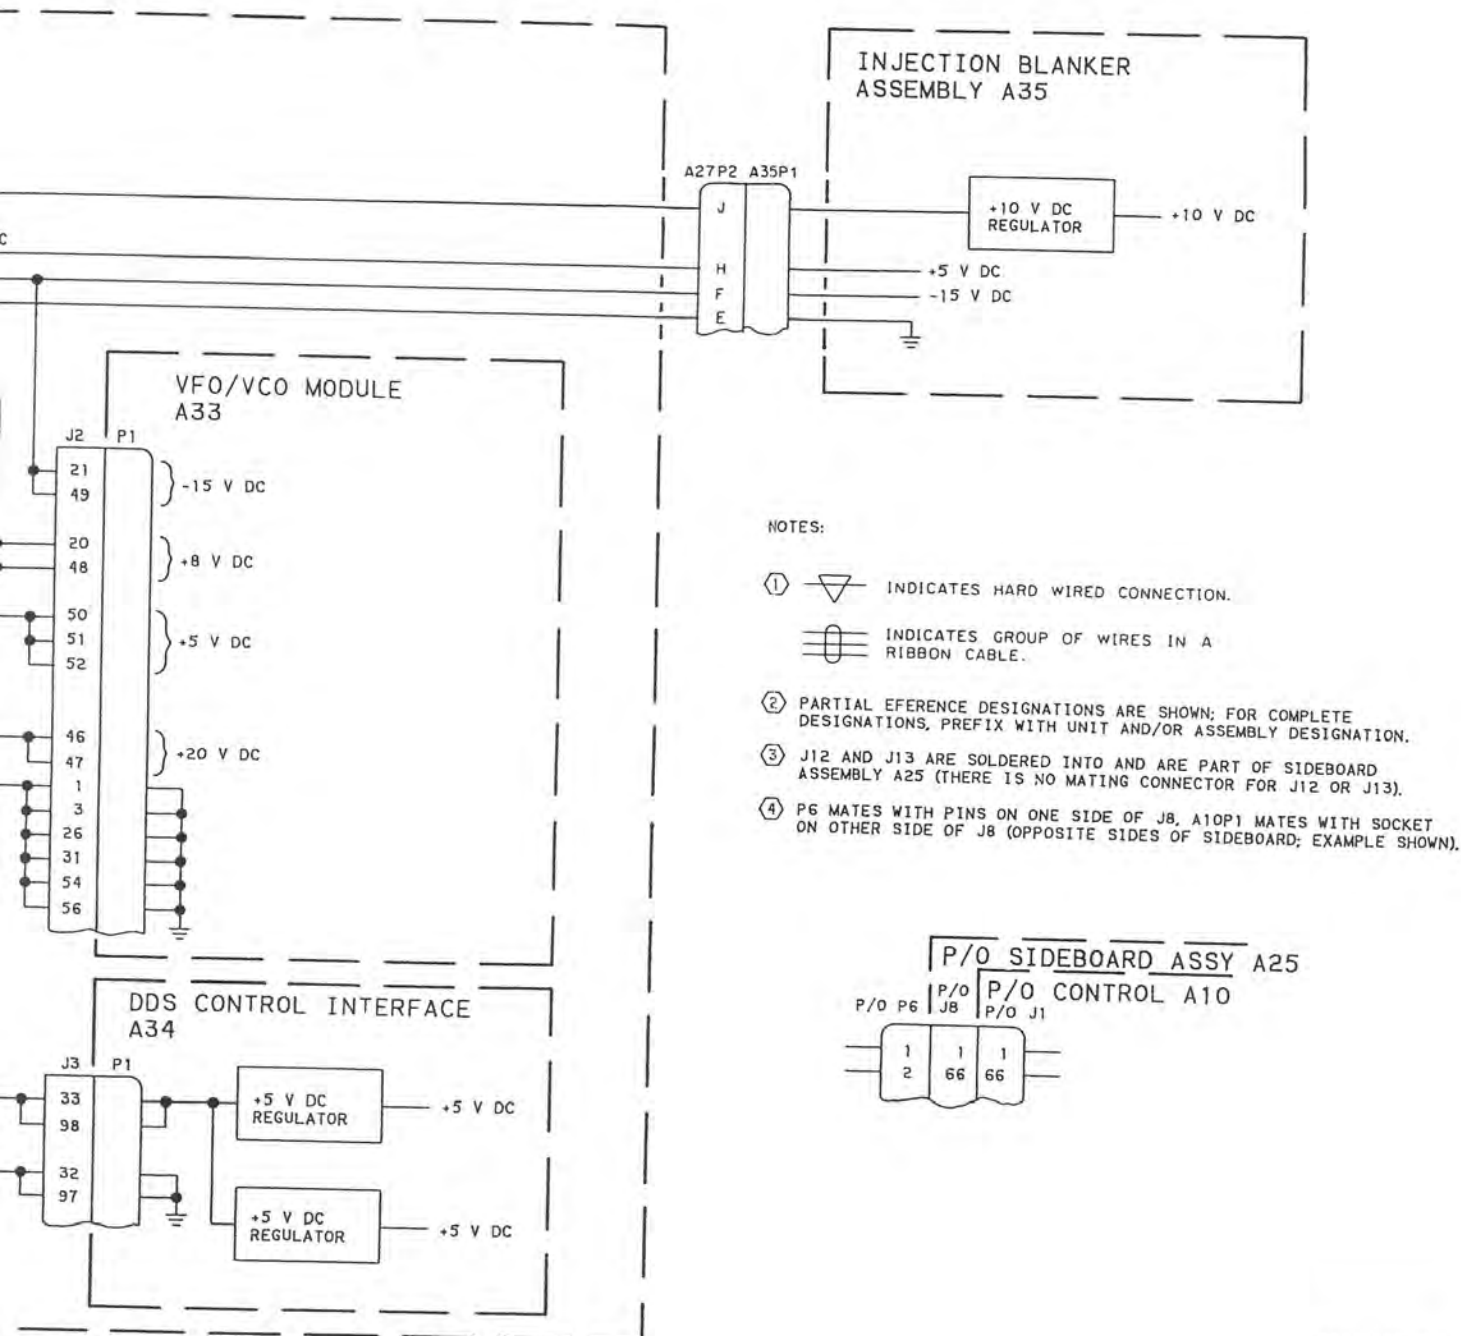 INJECTION BLANKER
ASSEMBLY A35
A27P2 A35P1
J
+10 V DC
REGULATOR
+10 V DC
C
H
+5 V DC
F
-15 V DC
E
VFO/VCO MODULE
A33
J2 P1
21
49
-15 V DC
20
48
+8 V DC
50
51
52
+5 V DC
46
47
+20 V DC
1
3
26
31
54
56
NOTES:
1 INDICATES HARD WIRED CONNECTION.
INDICATES GROUP OF WIRES IN A
RIBBON CABLE.
2 PARTIAL EFERENCE DESIGNATIONS ARE SHOWN; FOR COMPLETE
DESIGNATIONS, PREFIX WITH UNIT AND/OR ASSEMBLY DESIGNATION.
3 J12 AND J13 ARE SOLDERED INTO AND ARE PART OF SIDEBOARD
ASSEMBLY A25 (THERE IS NO MATING CONNECTOR FOR J12 OR J13).
4 P6 MATES WITH PINS ON ONE SIDE OF J8, A10P1 MATES WITH SOCKET
ON OTHER SIDE OF J8 (OPPOSITE SIDES OF SIDEBOARD; EXAMPLE SHOWN).
P/O SIDEBOARD ASSY A25
P/O CONTROL A10
P/O P6
P/O
J8
P/O J1
1 1 1
2 66 66
DDS CONTROL INTERFACE
A34
J3 P1
33
98
+5 V DC
REGULATOR
+5 V DC
32
97
+5 V DC
REGULATOR
+5 V DC